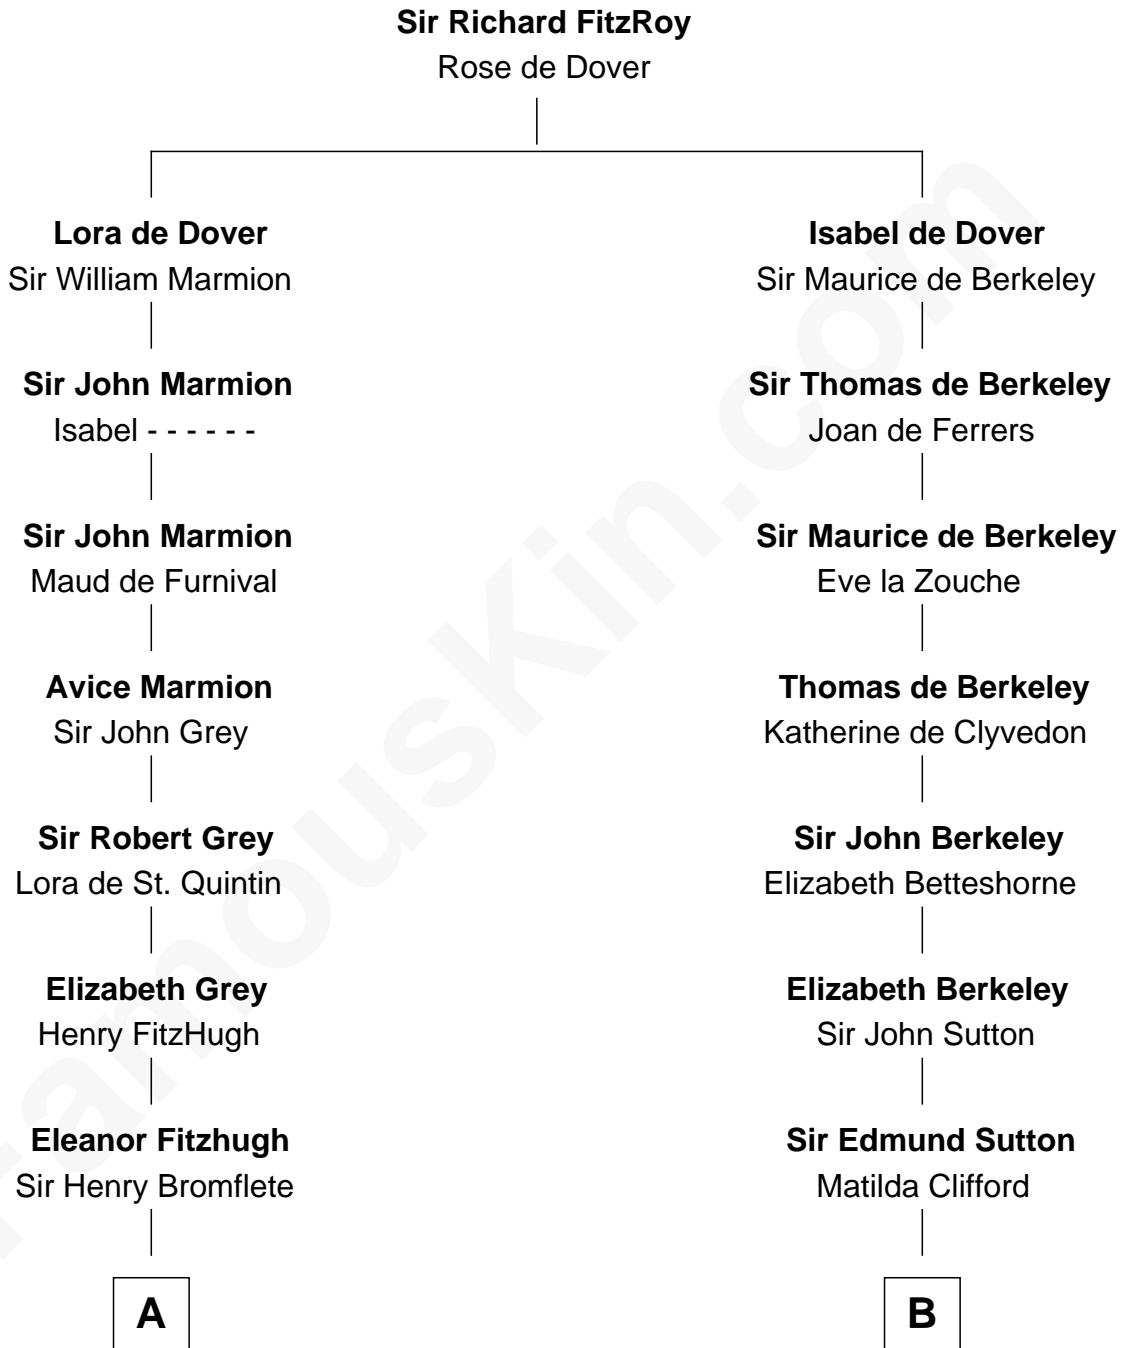 Sir Richard FitzRoy
Rose de Dover
Lora de Dover
Sir William Marmion
Isabel de Dover
Sir Maurice de Berkeley
Sir John Marmion
Isabel - - - - - -
Sir Thomas de Berkeley
Joan de Ferrers
Sir John Marmion
Maud de Furnival
Sir Maurice de Berkeley
Eve la Zouche
Avice Marmion
Sir John Grey
Thomas de Berkeley
Katherine de Clyvedon
Sir Robert Grey
Lora de St. Quintin
Sir John Berkeley
Elizabeth Betteshorne
Elizabeth Grey
Henry FitzHugh
Elizabeth Berkeley
Sir John Sutton
Eleanor Fitzhugh
Sir Henry Bromflete
Sir Edmund Sutton
Matilda Clifford
A
B
FamousKin.com